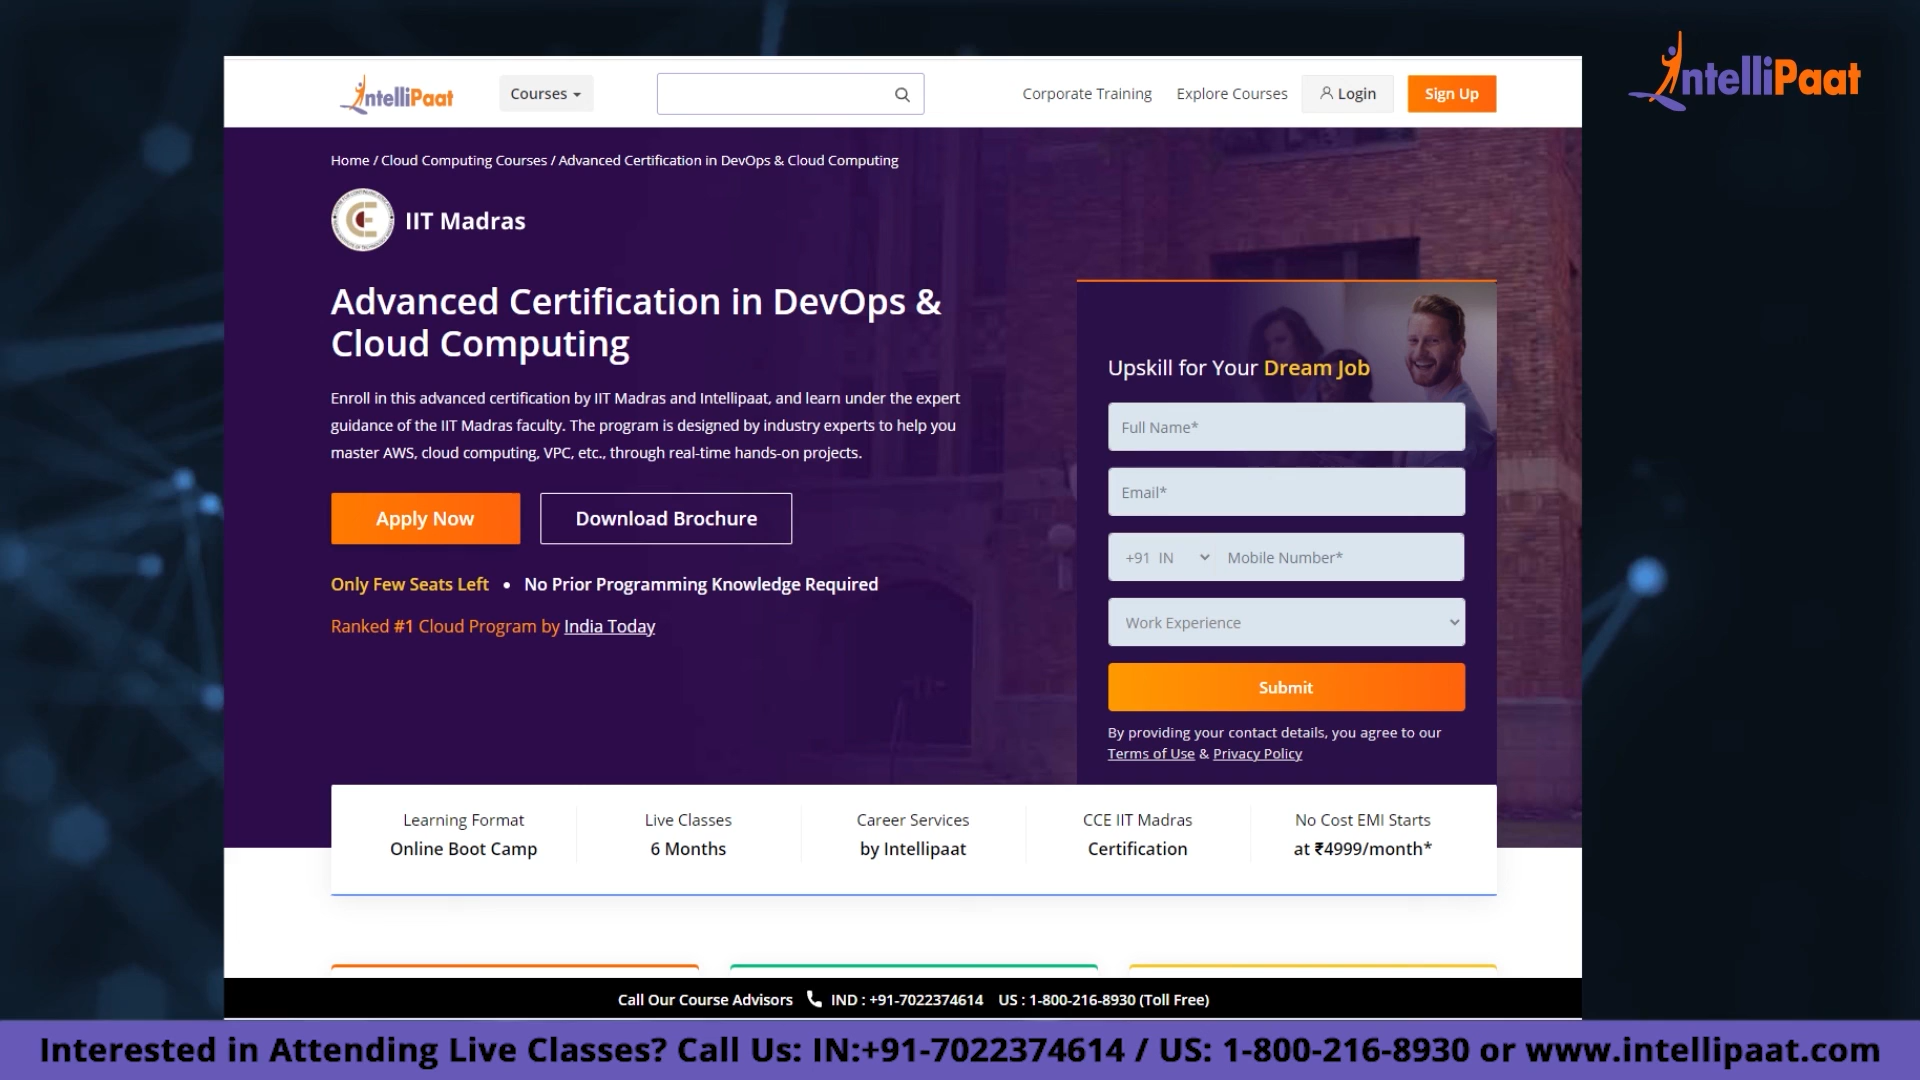 IntelliPaat
IntelliPaat
Courses
Corporate Training
Explore Courses
Login
Sign Up
Home / Cloud Computing Courses / Advanced Certification in DevOps & Cloud Computing
IIT Madras
Advanced Certification in DevOps &
Cloud Computing
Enroll in this advanced certification by IIT Madras and Intellipaat, and learn under the expert
guidance of the IIT Madras faculty. The program is designed by industry experts to help you
master AWS, cloud computing, VPC, etc., through real-time hands-on projects.
Apply Now
Download Brochure
Only Few Seats Left • No Prior Programming Knowledge Required
Ranked #1 Cloud Program by India Today
Upskill for Your Dream Job
Full Name*
Email*
+91 IN
Mobile Number*
Work Experience
Submit
By providing your contact details, you agree to our
Terms of Use & Privacy Policy
Learning Format
Online Boot Camp
Live Classes
6 Months
Career Services
by Intellipaat
CCE IIT Madras
Certification
No Cost EMI Starts
at ₹4999/month*
Call Our Course Advisors IND : +91-7022374614 US : 1-800-216-8930 (Toll Free)
Interested in Attending Live Classes? Call Us: IN:+91-7022374614 / US: 1-800-216-8930 or www.intellipaat.com